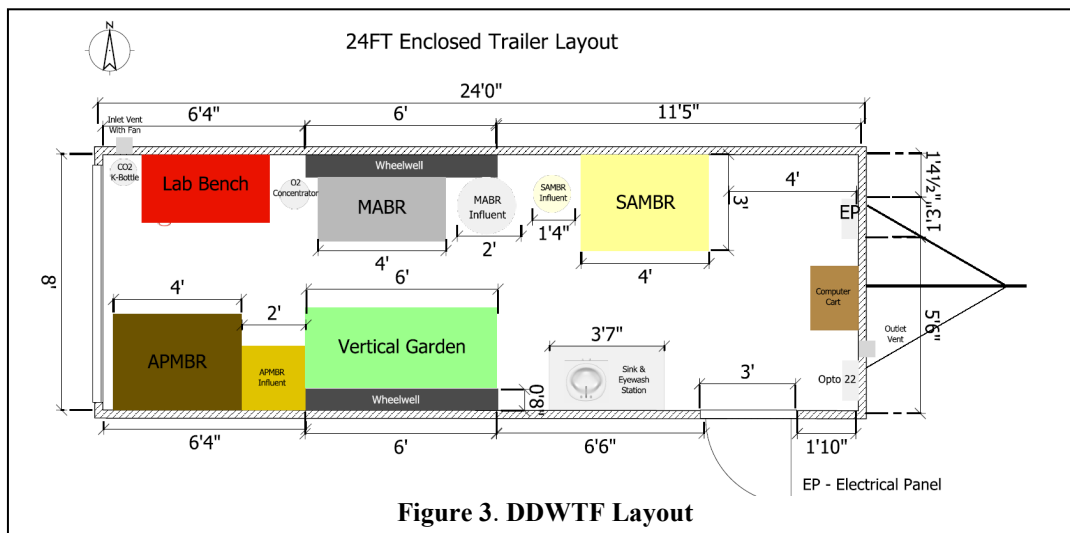 N
24FT Enclosed Trailer Layout
24'0"
6'4"
6'
11'5"
Inlet Vent
With Fan
CO2
K-Bottle
Lab Bench
O2
Concentrator
Wheelwell
MABR
MABR
Influent
SAMBR
Influent
SAMBR
4'
2'
1'4"
4'
3'
4'
EP
1'4½"
1'3"
5'6"
8'
Computer
Cart
Outlet
Vent
Opto 22
4'
2'
6'
APMBR
APMBR
Influent
Vertical Garden
Wheelwell
0'8"
3'7"
Sink &
Eyewash
Station
3'
6'4"
6'
6'6"
1'10"
EP - Electrical Panel
Figure 3. DDWTF Layout